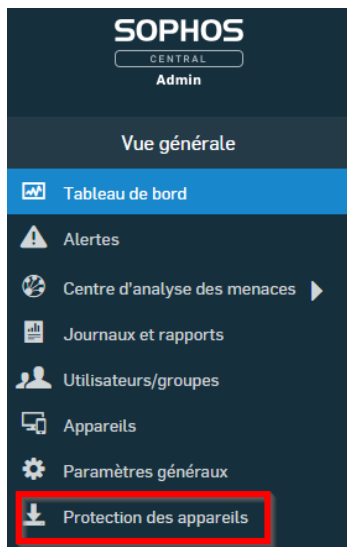 SOPHOS
CENTRAL
Admin
Vue générale
Tableau de bord
Alertes
Centre d'analyse des menaces
Journaux et rapports
Utilisateurs/groupes
Appareils
Paramètres généraux
Protection des appareils